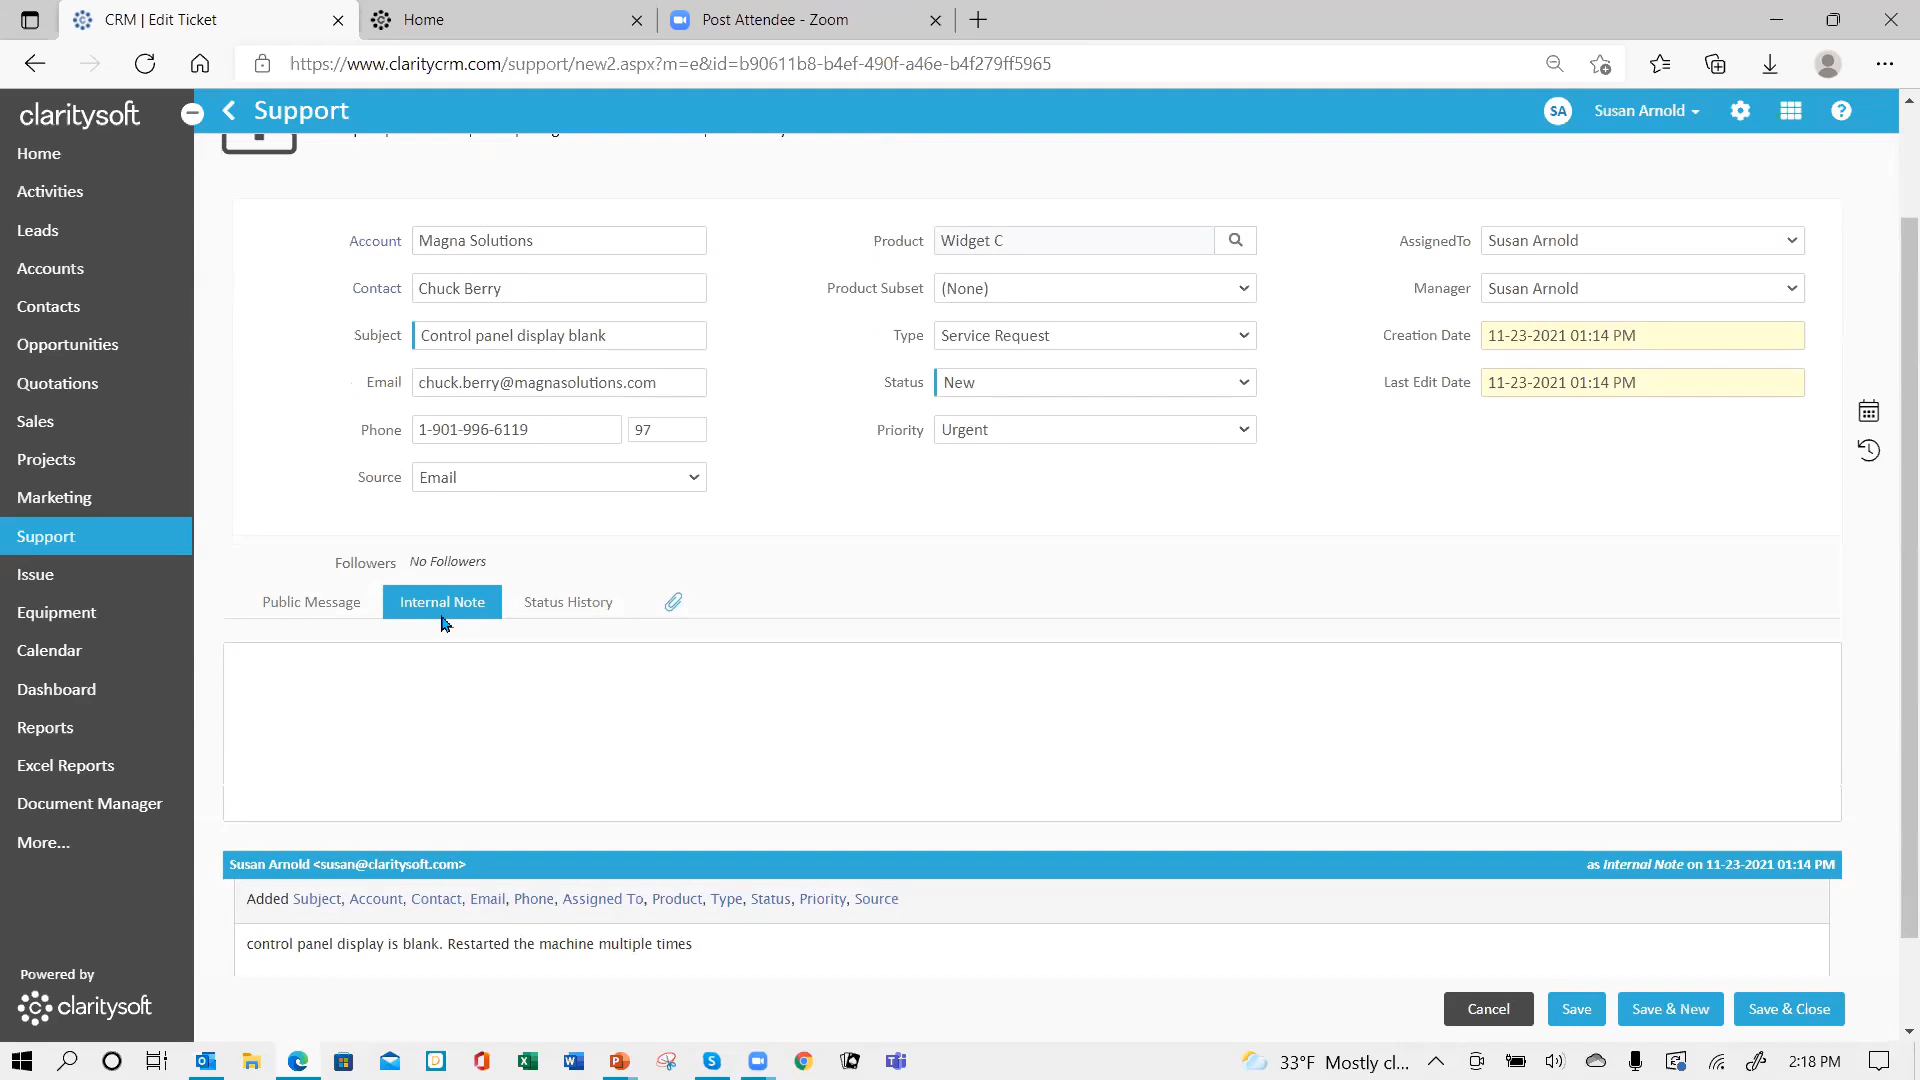 CRM | Edit Ticket
Home
Post Attendee - Zoom
https://www.claritycrm.com/support/new2.aspx?m=e&id=b90611b8-b4ef-490f-a46e-b4f279ff5965
claritysoft
Support
SA
Susan Arnold
?
Home
Activities
Leads
Accounts
Contacts
Opportunities
Quotations
Sales
Projects
Marketing
Support
Issue
Equipment
Calendar
Dashboard
Reports
Excel Reports
Document Manager
More...
Powered by
claritysoft
Account
Magna Solutions
Product
Widget C
AssignedTo
Susan Arnold
Contact
Chuck Berry
Product Subset
(None)
Manager
Susan Arnold
Subject
Control panel display blank
Type
Service Request
Creation Date
11-23-2021 01:14 PM
Email
chuck.berry@magnasolutions.com
Status
New
Last Edit Date
11-23-2021 01:14 PM
Phone
1-901-996-6119
97
Priority
Urgent
Source
Email
Followers
No Followers
Public Message
Internal Note
Status History
Susan Arnold <susan@claritysoft.com>
as Internal Note on 11-23-2021 01:14 PM
Added Subject, Account, Contact, Email, Phone, Assigned To, Product, Type, Status, Priority, Source
control panel display is blank. Restarted the machine multiple times
Cancel
Save
Save & New
Save & Close
33°F Mostly cl...
2:18 PM